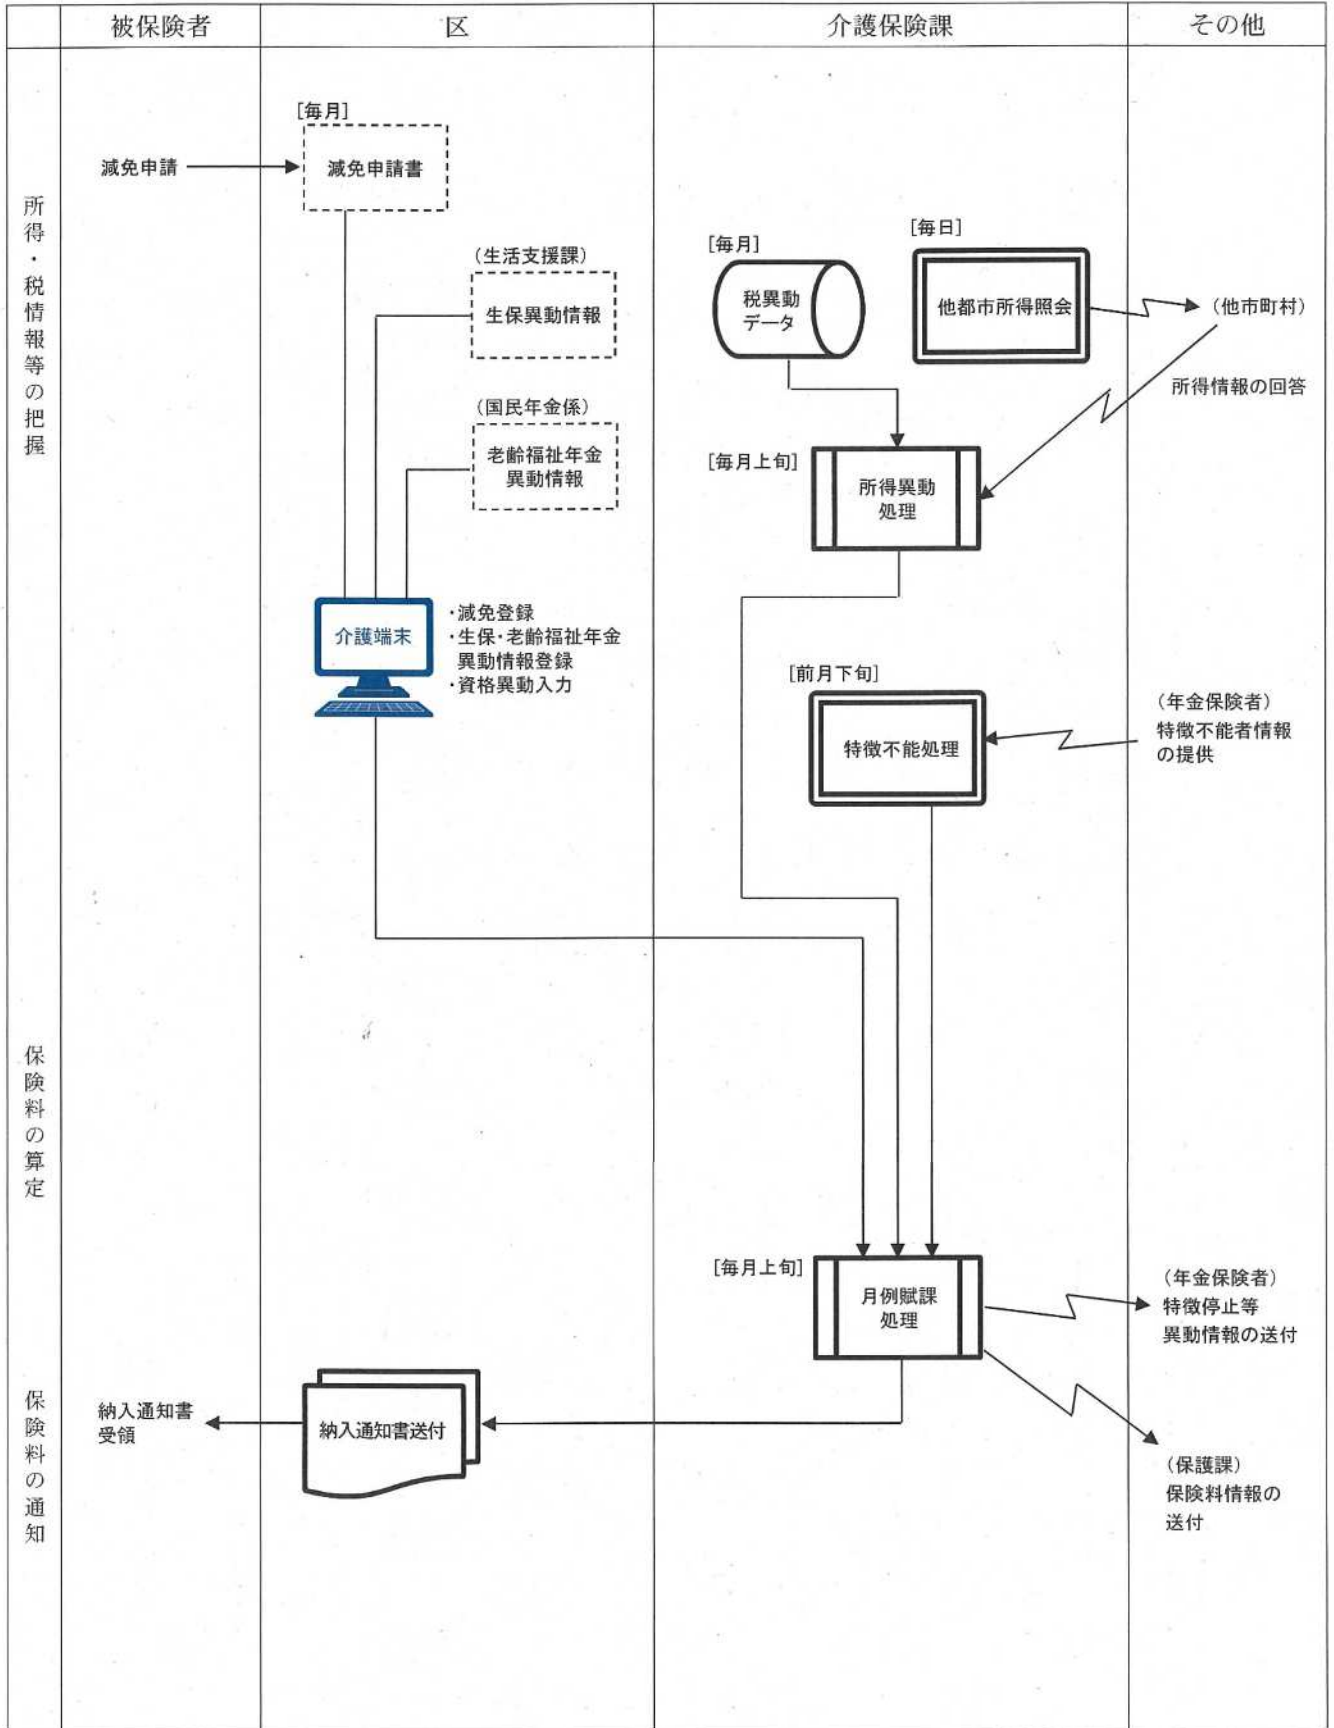 被保険者
区
介護保険課
その他
所得・税情報等の把握
[毎月]
減免申請
減免申請書
(生活支援課)
生保異動情報
(国民年金係)
老齢福祉年金
異動情報
介護端末
・減免登録
・生保・老齢福祉年金
異動情報登録
・資格異動入力
[毎月]
税異動
データ
[毎日]
他都市所得照会
(他市町村)
所得情報の回答
[毎月上旬]
所得異動
処理
[前月下旬]
特徴不能処理
(年金保険者)
特徴不能者情報
の提供
保険料の算定
[毎月上旬]
月例賦課
処理
(年金保険者)
特徴停止等
異動情報の送付
保険料の通知
納入通知書
受領
納入通知書送付
(保護課)
保険料情報の
送付